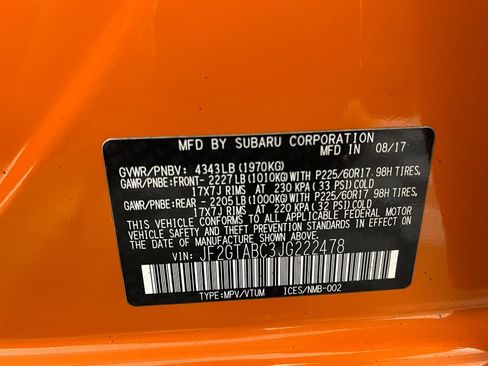 MFD BY SUBARU CORPORATION
MFD IN 08/17
GVWR/PNBV: 4343LB (1970KG)
GAWR/PNBE:FRONT- 2227LB(1010KG) WITH P225/60R17 98H TIRES
17X7J RIMS AT 230 KPA (33 PSI)COLD
GAWR/PNBE:REAR - 2205LB(1000KG) WITH P225/60R17 98H TIRES
17X7J RIMS AT 220 KPA (32 PSI)COLD
THIS VEHICLE CONFORMS TO ALL APPLICABLE FEDERAL MOTOR
VEHICLE SAFETY AND THEFT PREVENTION STANDARDS IN EFFECT
ON THE DATE OF MANUFACTURE SHOWN ABOVE.
VIN: JF2GTABC3JG222478
TYPE:MPV/VTUM ICES/NMB-002